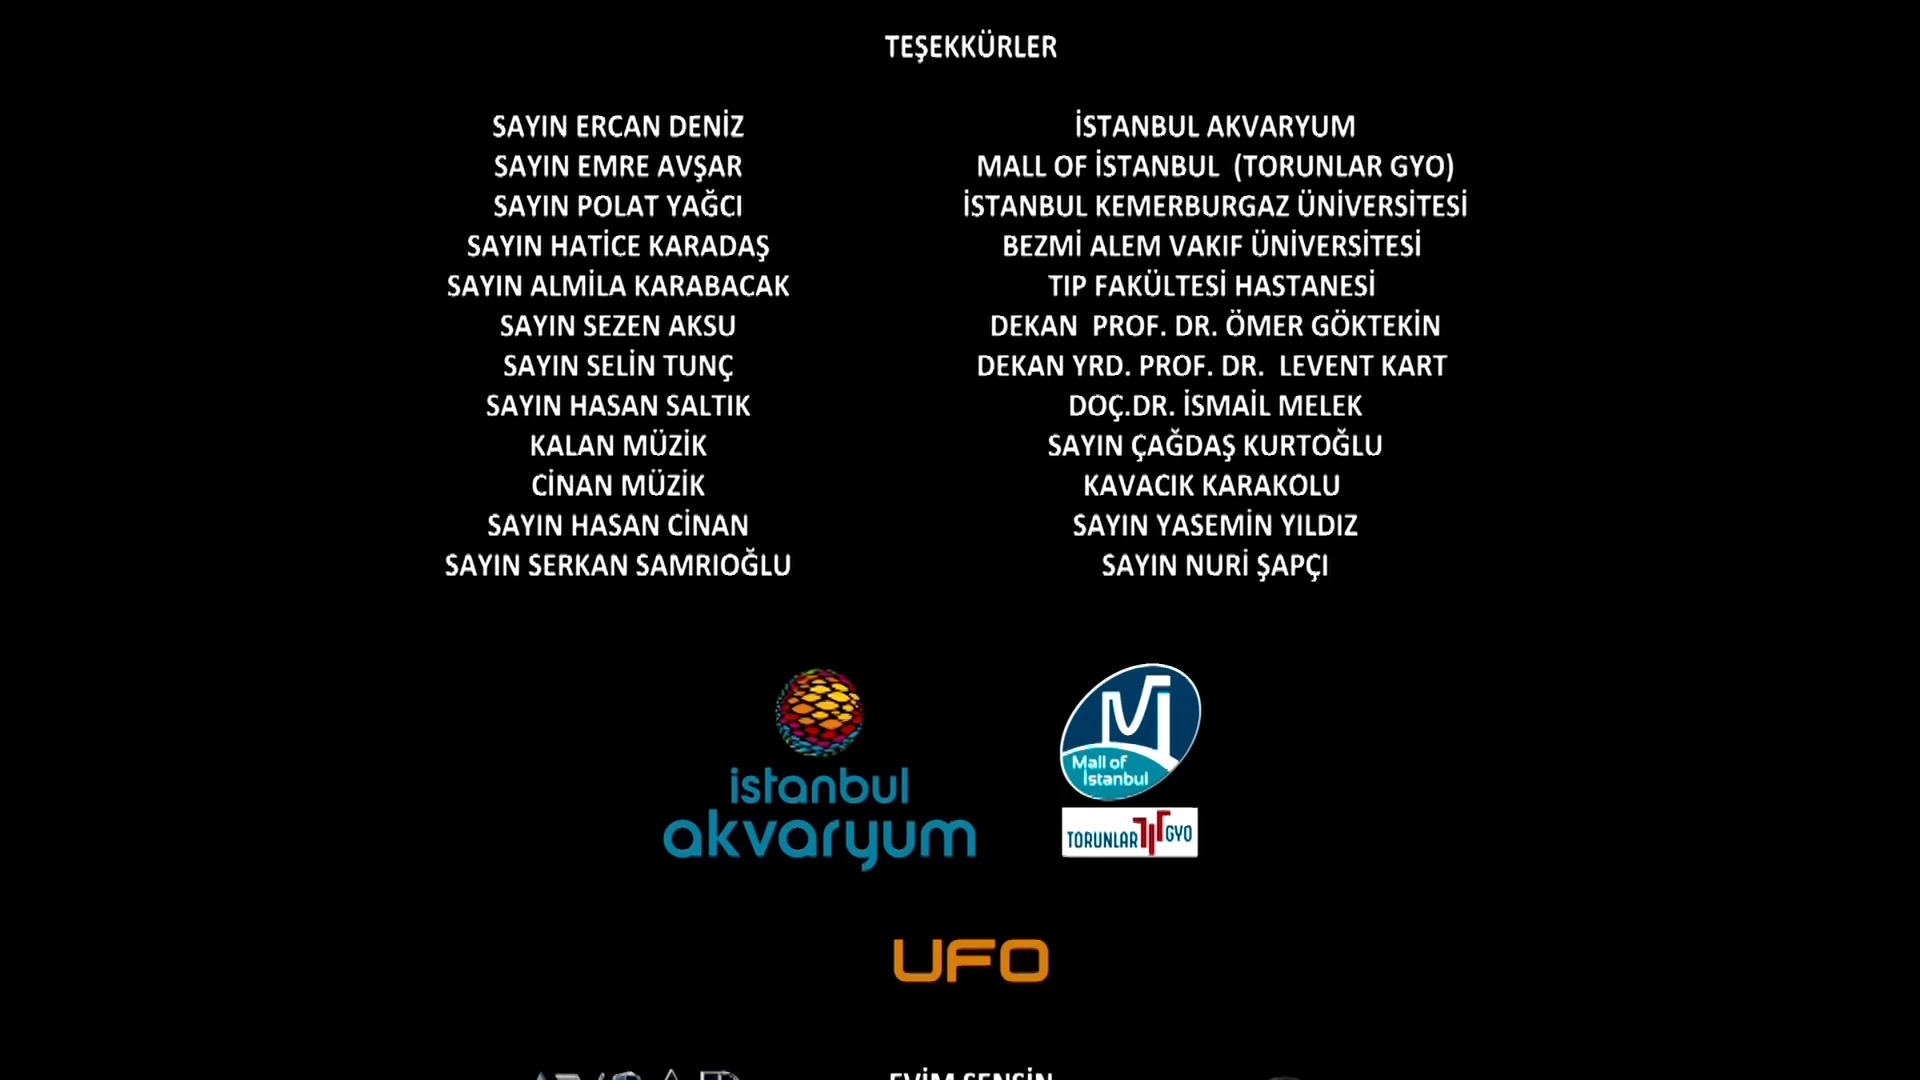 TEŞEKKÜRLER
SAYIN ERCAN DENİZ
SAYIN EMRE AVŞAR
SAYIN POLAT YAĞCI
SAYIN HATİCE KARADAŞ
SAYIN ALMİLA KARABACAK
SAYIN SEZEN AKSU
SAYIN SELİN TUNÇ
SAYIN HASAN SALTIK
KALAN MÜZİK
CİNAN MÜZİK
SAYIN HASAN CİNAN
SAYIN SERKAN SAMRIOĞLU
İSTANBUL AKVARYUM
MALL OF İSTANBUL (TORUNLAR GYO)
İSTANBUL KEMERBURGAZ ÜNİVERSİTESİ
BEZMİ ALEM VAKIF ÜNİVERSİTESİ
TIP FAKÜLTESİ HASTANESİ
DEKAN PROF. DR. ÖMER GÖKTEKİN
DEKAN YRD. PROF. DR. LEVENT KART
DOÇ.DR. İSMAİL MELEK
SAYIN ÇAĞDAŞ KURTOĞLU
KAVACIK KARAKOLU
SAYIN YASEMİN YILDIZ
SAYIN NURİ ŞAPÇI
istanbul
akvaryum
Mall of
İstanbul
TORUNLAR GYO
UFO
EVİM SENSİN